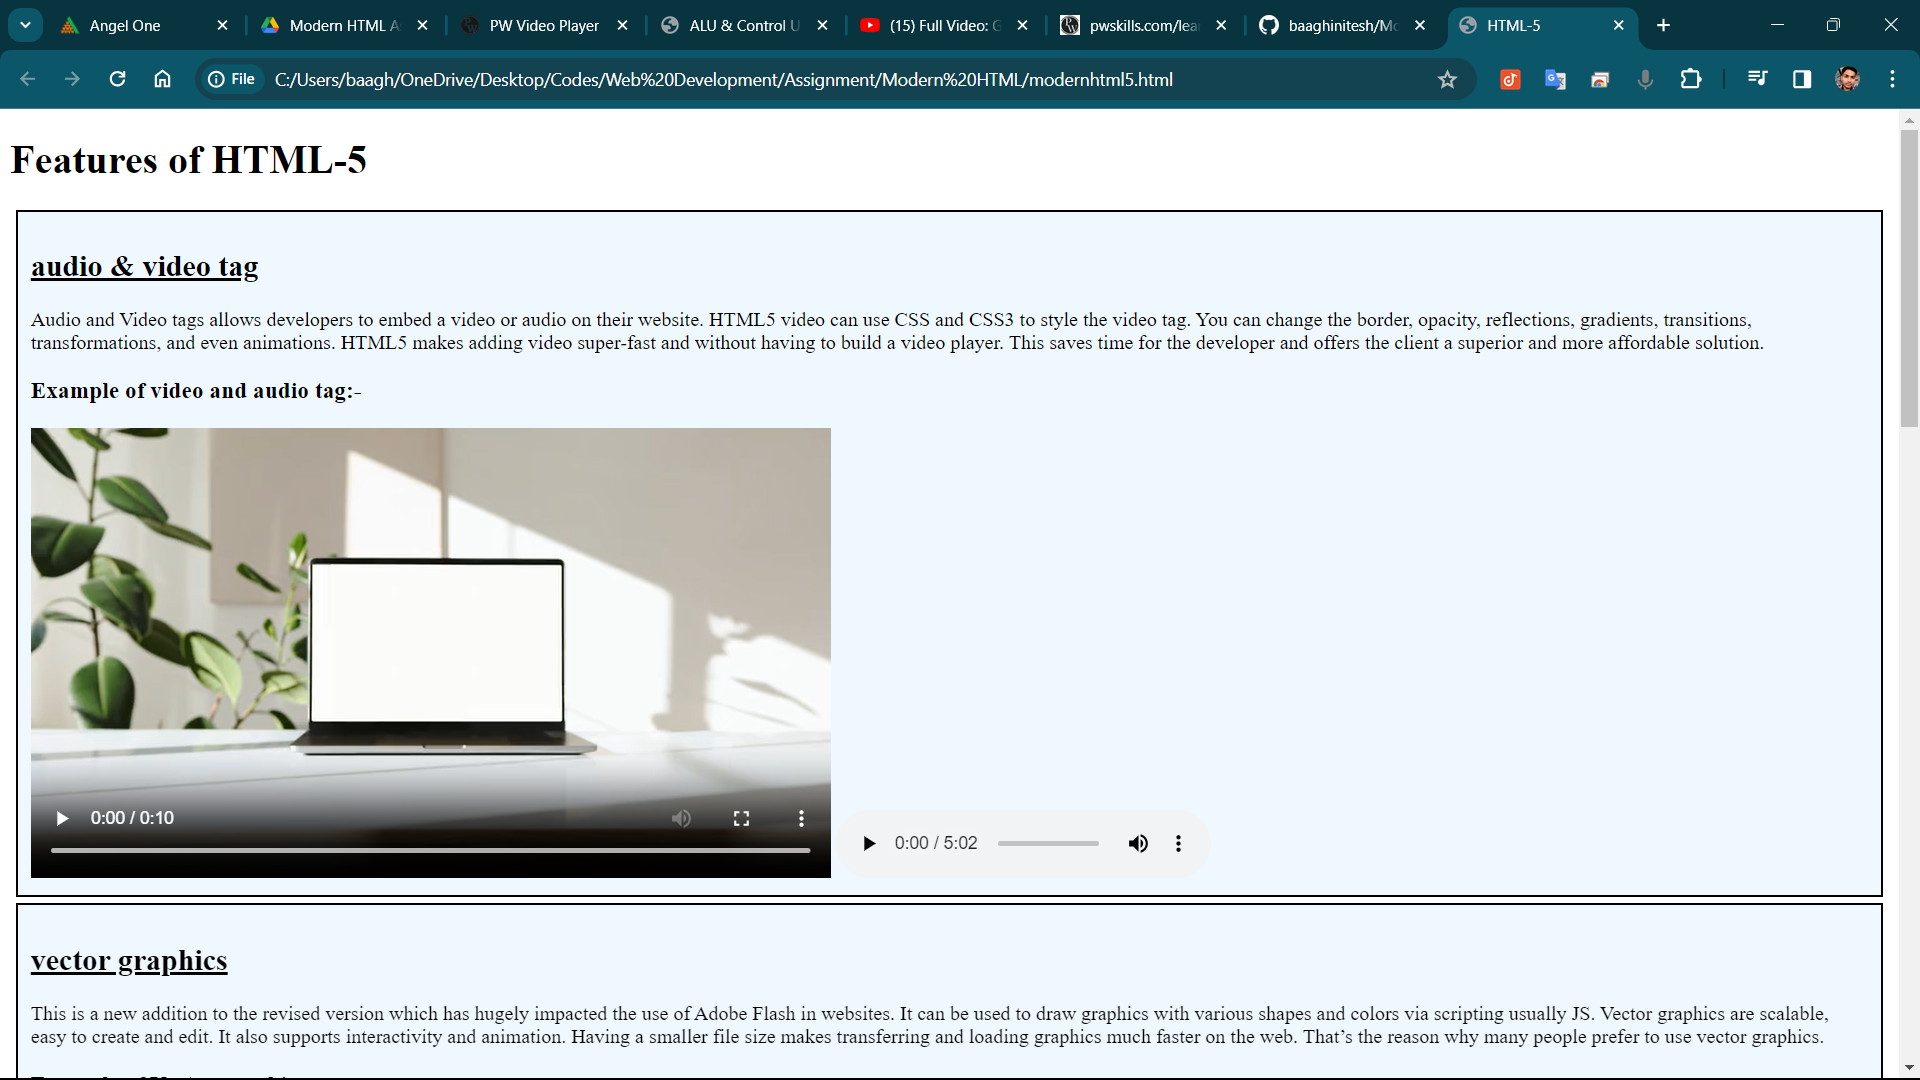 Angel One
Modern HTML A
PW Video Player
ALU & Control U
(15) Full Video: G
pwskills.com/lea
baaghinitesh/Mo
HTML-5
File
C:/Users/baagh/OneDrive/Desktop/Codes/Web%20Development/Assignment/Modern%20HTML/modernhtml5.html
Features of HTML-5
audio & video tag
Audio and Video tags allows developers to embed a video or audio on their website. HTML5 video can use CSS and CSS3 to style the video tag. You can change the border, opacity, reflections, gradients, transitions,
transformations, and even animations. HTML5 makes adding video super-fast and without having to build a video player. This saves time for the developer and offers the client a superior and more affordable solution.
Example of video and audio tag:-
0:00 / 0:10
0:00 / 5:02
vector graphics
This is a new addition to the revised version which has hugely impacted the use of Adobe Flash in websites. It can be used to draw graphics with various shapes and colors via scripting usually JS. Vector graphics are scalable,
easy to create and edit. It also supports interactivity and animation. Having a smaller file size makes transferring and loading graphics much faster on the web. That’s the reason why many people prefer to use vector graphics.